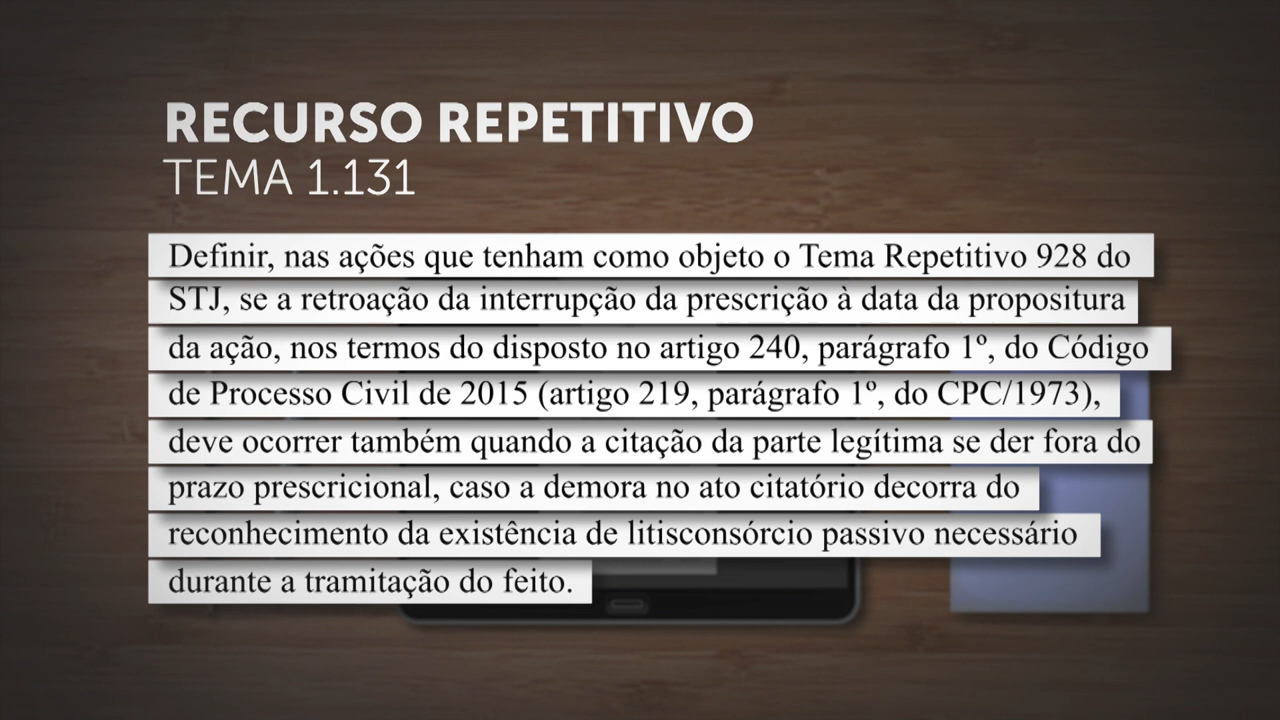 RECURSO REPETITIVO
TEMA 1.131
Definir, nas ações que tenham como objeto o Tema Repetitivo 928 do
STJ, se a retroação da interrupção da prescrição à data da propositura
da ação, nos termos do disposto no artigo 240, parágrafo 1º, do Código
de Processo Civil de 2015 (artigo 219, parágrafo 1º, do CPC/1973),
deve ocorrer também quando a citação da parte legítima se der fora do
prazo prescricional, caso a demora no ato citatório decorra do
reconhecimento da existência de litisconsórcio passivo necessário
durante a tramitação do feito.